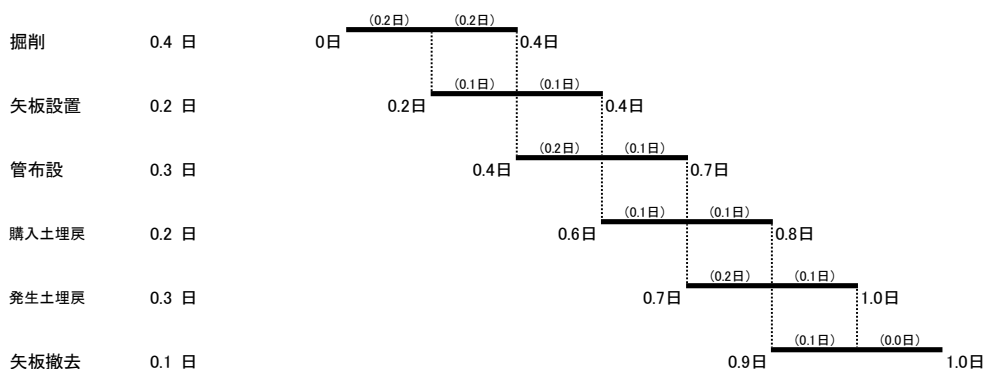 (0.2日) (0.2日)
掘削 0.4 日 0日 0.4日
(0.1日) (0.1日)
矢板設置 0.2 日 0.2日 0.4日
(0.2日) (0.1日)
管布設 0.3 日 0.4日 0.7日
(0.1日) (0.1日)
購入土埋戻 0.2 日 0.6日 0.8日
(0.2日) (0.1日)
発生土埋戻 0.3 日 0.7日 1.0日
(0.1日) (0.0日)
矢板撤去 0.1 日 0.9日 1.0日